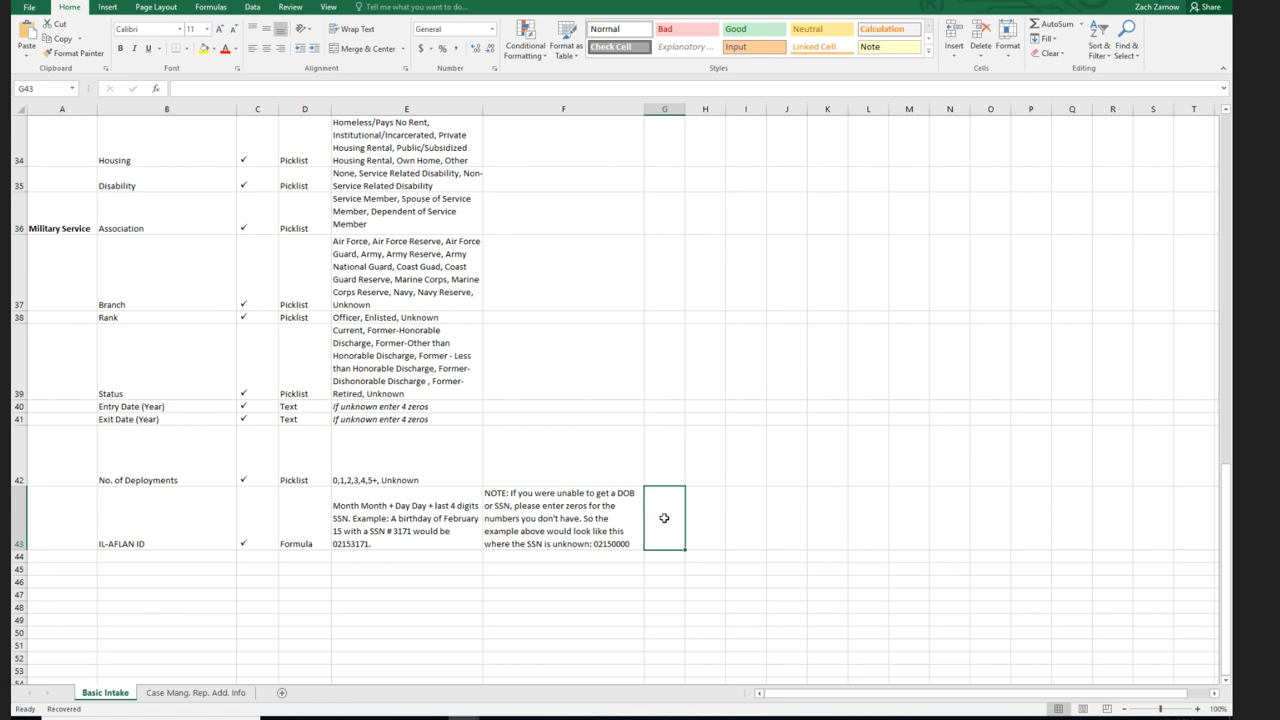 File Home Insert Page Layout Formulas Data Review View Tell me what you want to do... Zach Zarnow Share
Paste Cut Copy Format Painter
Calibri 11 B I U A A A
Wrap Text Merge & Center
General $ % ,
Conditional Formatting Format as Table
Normal Bad Good Neutral Calculation
Check Cell Explanatory ... Input Linked Cell Note
Insert Delete Format
AutoSum Fill Clear Sort & Filter Find & Select
Clipboard Font Alignment Number Styles Cells Editing
G43 fx
A B C D E F G H I J K L M N O P Q R S T
Homeless/Pays No Rent,
Institutional/Incarcerated, Private
Housing Rental, Public/Subsidized
34 Housing ✓ Picklist Housing Rental, Own Home, Other
None, Service Related Disability, Non-
35 Disability ✓ Picklist Service Related Disability
Service Member, Spouse of Service
Member, Dependent of Service
36 Military Service Association ✓ Picklist Member
Air Force, Air Force Reserve, Air Force
Guard, Army, Army Reserve, Army
National Guard, Coast Guad, Coast
Guard Reserve, Marine Corps, Marine
Corps Reserve, Navy, Navy Reserve,
37 Branch ✓ Picklist Unknown
38 Rank ✓ Picklist Officer, Enlisted, Unknown
Current, Former-Honorable
Discharge, Former-Other than
Honorable Discharge, Former - Less
than Honorable Discharge, Former-
Dishonorable Discharge , Former-
39 Status ✓ Picklist Retired, Unknown
40 Entry Date (Year) ✓ Text If unknown enter 4 zeros
41 Exit Date (Year) ✓ Text If unknown enter 4 zeros
42 No. of Deployments ✓ Picklist 0,1,2,3,4,5+, Unknown
NOTE: If you were unable to get a DOB
Month Month + Day Day + last 4 digits or SSN, please enter zeros for the
SSN. Example: A birthday of February numbers you don't have. So the
15 with a SSN # 3171 would be example above would look like this
43 IL-AFLAN ID ✓ Formula 02153171. where the SSN is unknown: 02150000
44
45
46
47
48
49
50
51
52
53
54
Basic Intake Case Mang. Rep. Add. Info
Ready Recovered 100%